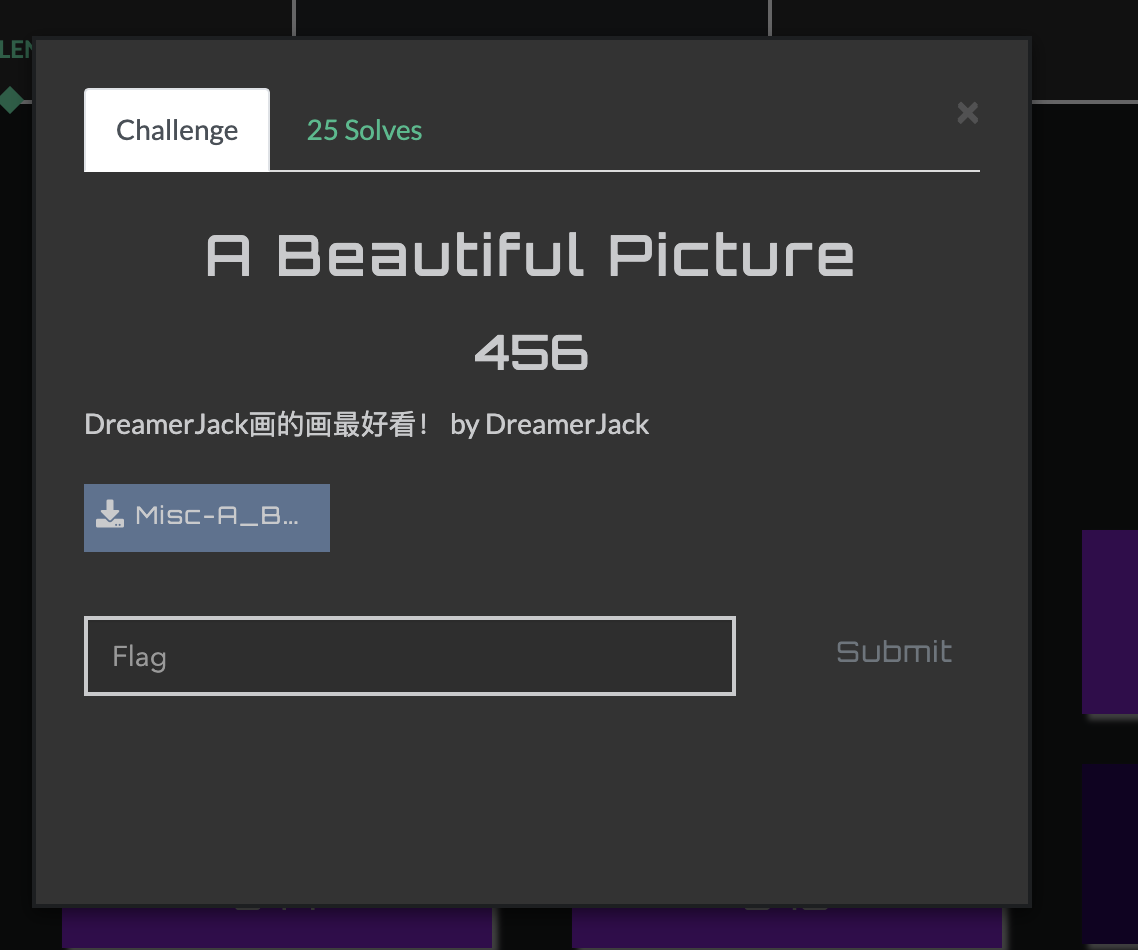 LEN
Challenge
25 Solves
×
A Beautiful Picture
456
DreamerJack画的画最好看! by DreamerJack
Misc-A_B...
Flag
Submit